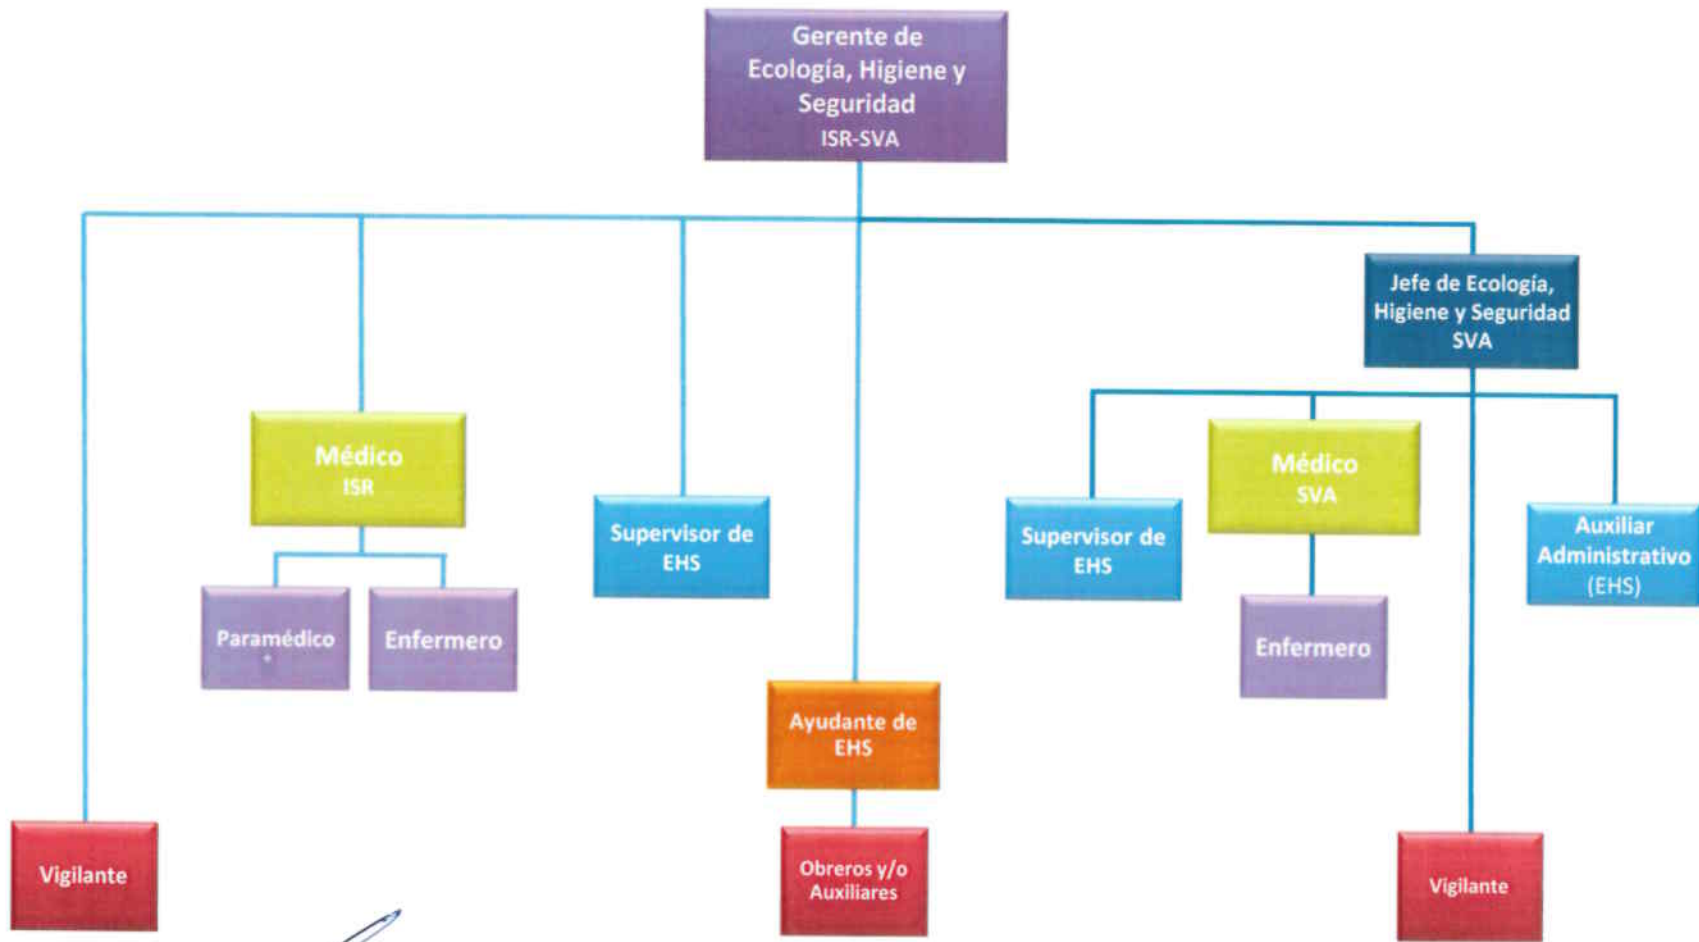 Gerente de
Ecología, Higiene y
Seguridad
ISR-SVA
Jefe de Ecología,
Higiene y Seguridad
SVA
Médico
ISR
Médico
SVA
Supervisor de
EHS
Supervisor de
EHS
Auxiliar
Administrativo
(EHS)
Paramédico
*
Enfermero
Enfermero
Ayudante de
EHS
Vigilante
Obreros y/o
Auxiliares
Vigilante